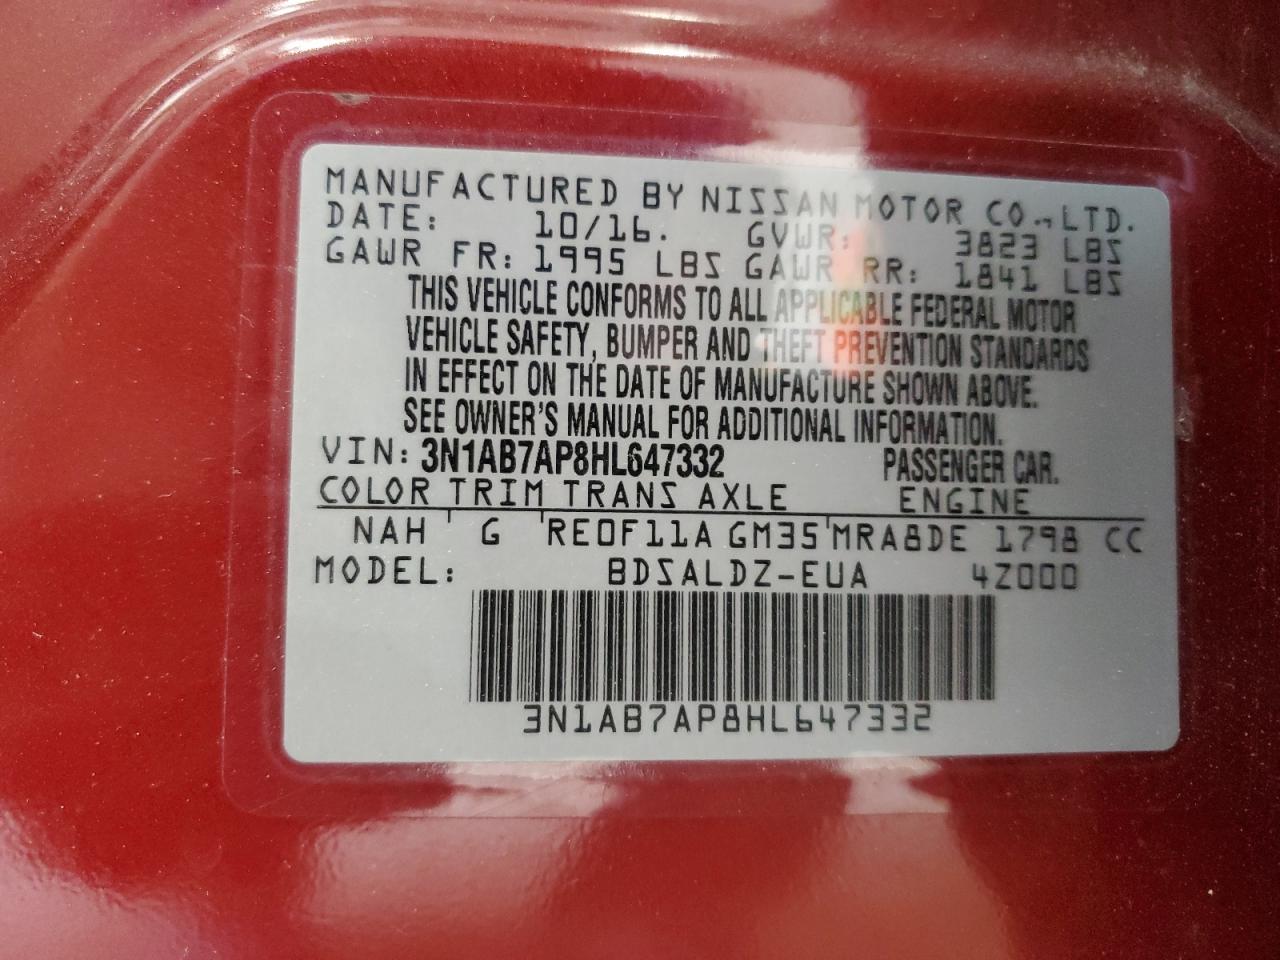 MANUFACTURED BY NISSAN MOTOR CO., LTD.
DATE: 10/16. GVWR: 3823 LBS
GAWR FR: 1995 LBS GAWR RR: 1841 LBS
THIS VEHICLE CONFORMS TO ALL APPLICABLE FEDERAL MOTOR
VEHICLE SAFETY, BUMPER AND THEFT PREVENTION STANDARDS
IN EFFECT ON THE DATE OF MANUFACTURE SHOWN ABOVE.
SEE OWNER'S MANUAL FOR ADDITIONAL INFORMATION.
VIN: 3N1AB7AP8HL647332 PASSENGER CAR.
COLOR TRIM TRANS AXLE ENGINE
NAH G RE0F11A GM35 MRA8DE 1798 CC
MODEL: BDSALDZ-EUA 4Z000
3N1AB7AP8HL647332